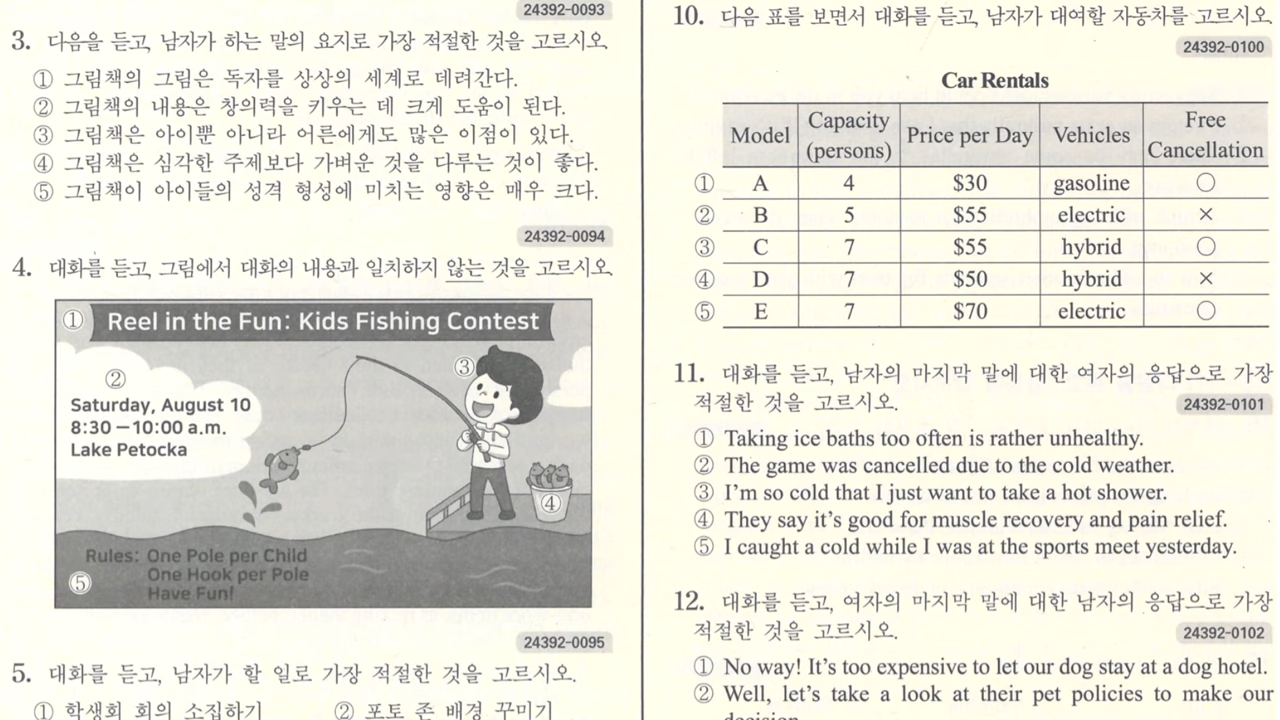 24392-0093
3. 다음을 듣고, 남자가 하는 말의 요지로 가장 적절한 것을 고르시오.
① 그림책의 그림은 독자를 상상의 세계로 데려간다.
② 그림책의 내용은 창의력을 키우는 데 크게 도움이 된다.
③ 그림책은 아이뿐 아니라 어른에게도 많은 이점이 있다.
④ 그림책은 심각한 주제보다 가벼운 것을 다루는 것이 좋다.
⑤ 그림책이 아이들의 성격 형성에 미치는 영향은 매우 크다.
24392-0094
4. 대화를 듣고, 그림에서 대화의 내용과 일치하지 않는 것을 고르시오.
① Reel in the Fun: Kids Fishing Contest
②
Saturday, August 10
8:30 – 10:00 a.m.
Lake Petocka
③
④
Rules: One Pole per Child
One Hook per Pole
⑤ Have Fun!
24392-0095
5. 대화를 듣고, 남자가 할 일로 가장 적절한 것을 고르시오.
① 학생회 회의 소집하기 ② 포토 존 배경 꾸미기
10. 다음 표를 보면서 대화를 듣고, 남자가 대여할 자동차를 고르시오.
24392-0100
Car Rentals
Model Capacity (persons) Price per Day Vehicles Free Cancellation
① A 4 $30 gasoline ○
② B 5 $55 electric ×
③ C 7 $55 hybrid ○
④ D 7 $50 hybrid ×
⑤ E 7 $70 electric ○
11. 대화를 듣고, 남자의 마지막 말에 대한 여자의 응답으로 가장
적절한 것을 고르시오.
24392-0101
① Taking ice baths too often is rather unhealthy.
② The game was cancelled due to the cold weather.
③ I'm so cold that I just want to take a hot shower.
④ They say it's good for muscle recovery and pain relief.
⑤ I caught a cold while I was at the sports meet yesterday.
12. 대화를 듣고, 여자의 마지막 말에 대한 남자의 응답으로 가장
적절한 것을 고르시오.
24392-0102
① No way! It's too expensive to let our dog stay at a dog hotel.
② Well, let's take a look at their pet policies to make our
decision.